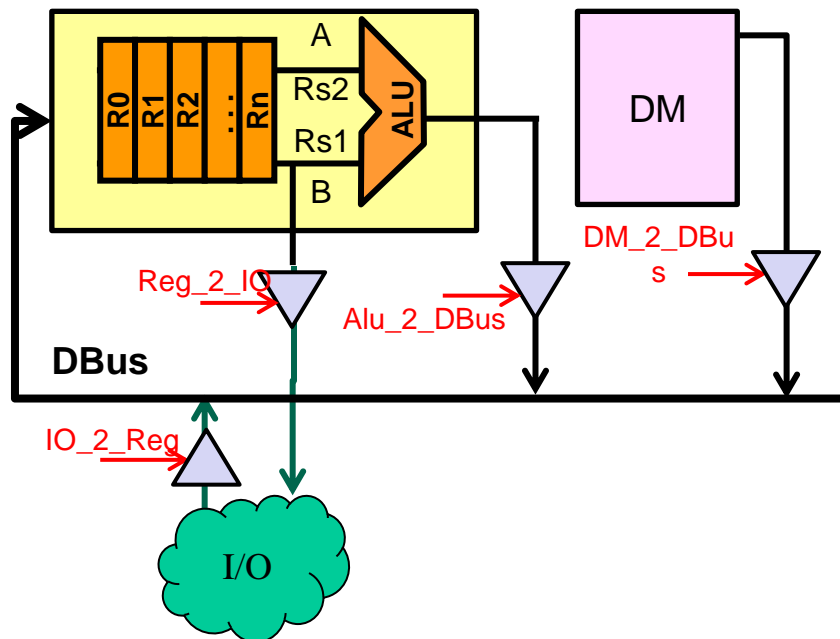 A
R0
R1
R2
...
Rn
Rs2
Rs1
B
ALU
DM
Reg_2_IO
Alu_2_DBus
DM_2_DBu
s
DBus
IO_2_Reg
I/O